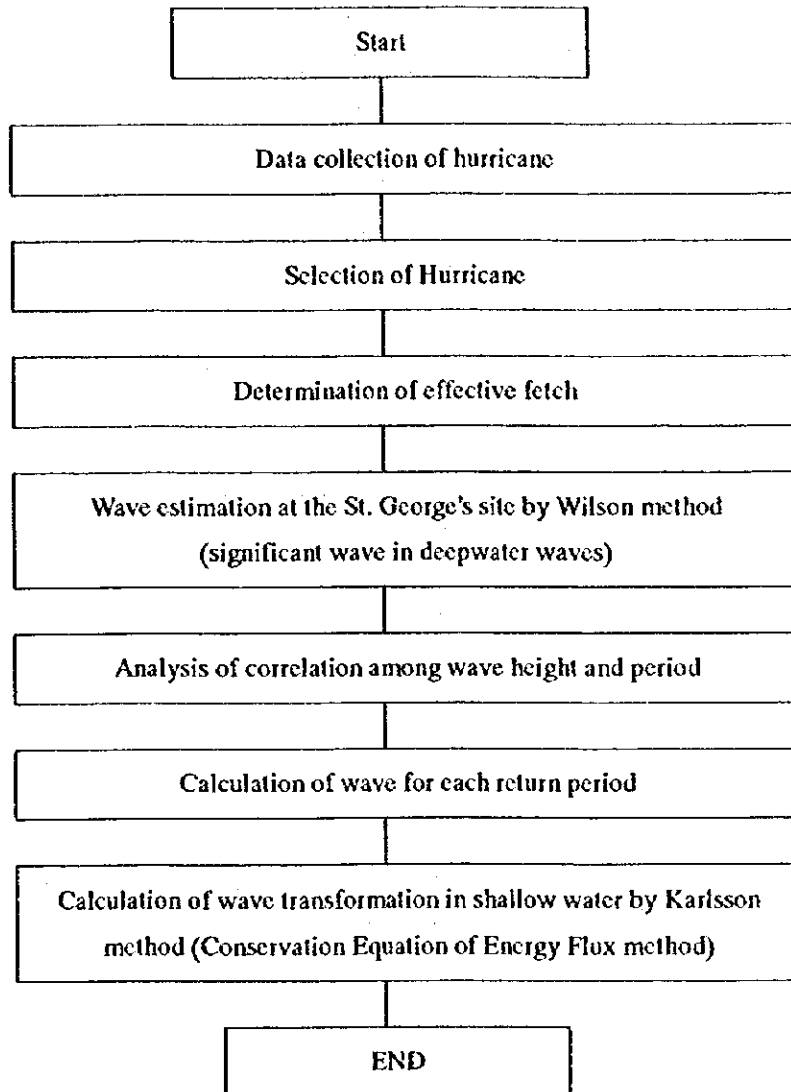 Start
Data collection of hurricane
Selection of Hurricane
Determination of effective fetch
Wave estimation at the St. George's site by Wilson method
(significant wave in deepwater waves)
Analysis of correlation among wave height and period
Calculation of wave for each return period
Calculation of wave transformation in shallow water by Karlsson
method (Conservation Equation of Energy Flux method)
END